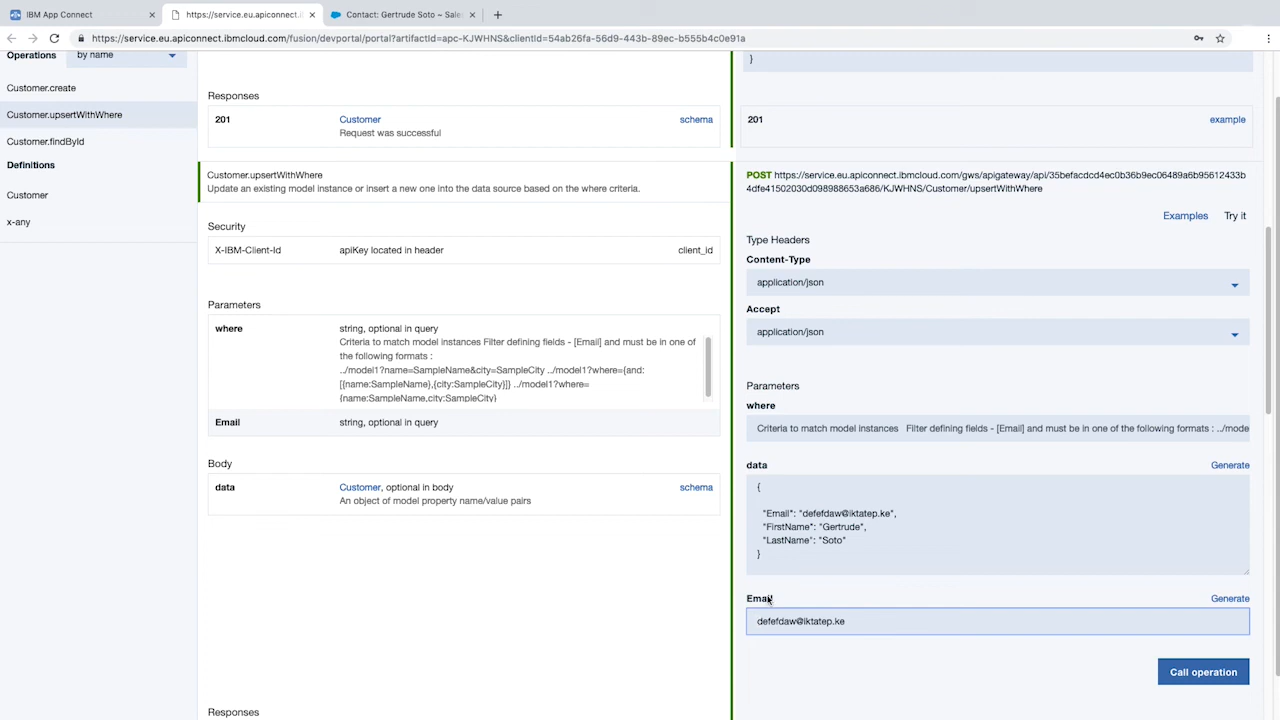 IBM App Connect
https://service.eu.apiconnect.i
Contact: Gertrude Soto ~ Sale
https://service.eu.apiconnect.ibmcloud.com/fusion/devportal/portal?artifactId=apc-KJWHNS&clientId=54ab26fa-56d9-443b-89ec-b555b4c0e91a
Operations
by name
Customer.create
Customer.upsertWithWhere
Customer.findById
Definitions
Customer
x-any
Responses
201
Customer
schema
Request was successful
Customer.upsertWithWhere
Update an existing model instance or insert a new one into the data source based on the where criteria.
Security
X-IBM-Client-Id
apiKey located in header
client_id
Parameters
where
string, optional in query
Criteria to match model instances Filter defining fields - [Email] and must be in one of
the following formats :
../model1?name=SampleName&city=SampleCity ../model1?where={and:
[{name:SampleName},{city:SampleCity}]} ../model1?where=
{name:SampleName,city:SampleCity}
Email
string, optional in query
Body
data
Customer, optional in body
schema
An object of model property name/value pairs
Responses
}
201
example
POST https://service.eu.apiconnect.ibmcloud.com/gws/apigateway/api/35befacdcd4ec0b36b9ec06489a6b95612433b
4dfe41502030d098988653a686/KJWHNS/Customer/upsertWithWhere
Examples
Try it
Type Headers
Content-Type
application/json
Accept
application/json
Parameters
where
Criteria to match model instances Filter defining fields - [Email] and must be in one of the following formats : ../mode
data
Generate
{
"Email": "defefdaw@iktatep.ke",
"FirstName": "Gertrude",
"LastName": "Soto"
}
Email
Generate
defefdaw@iktatep.ke
Call operation